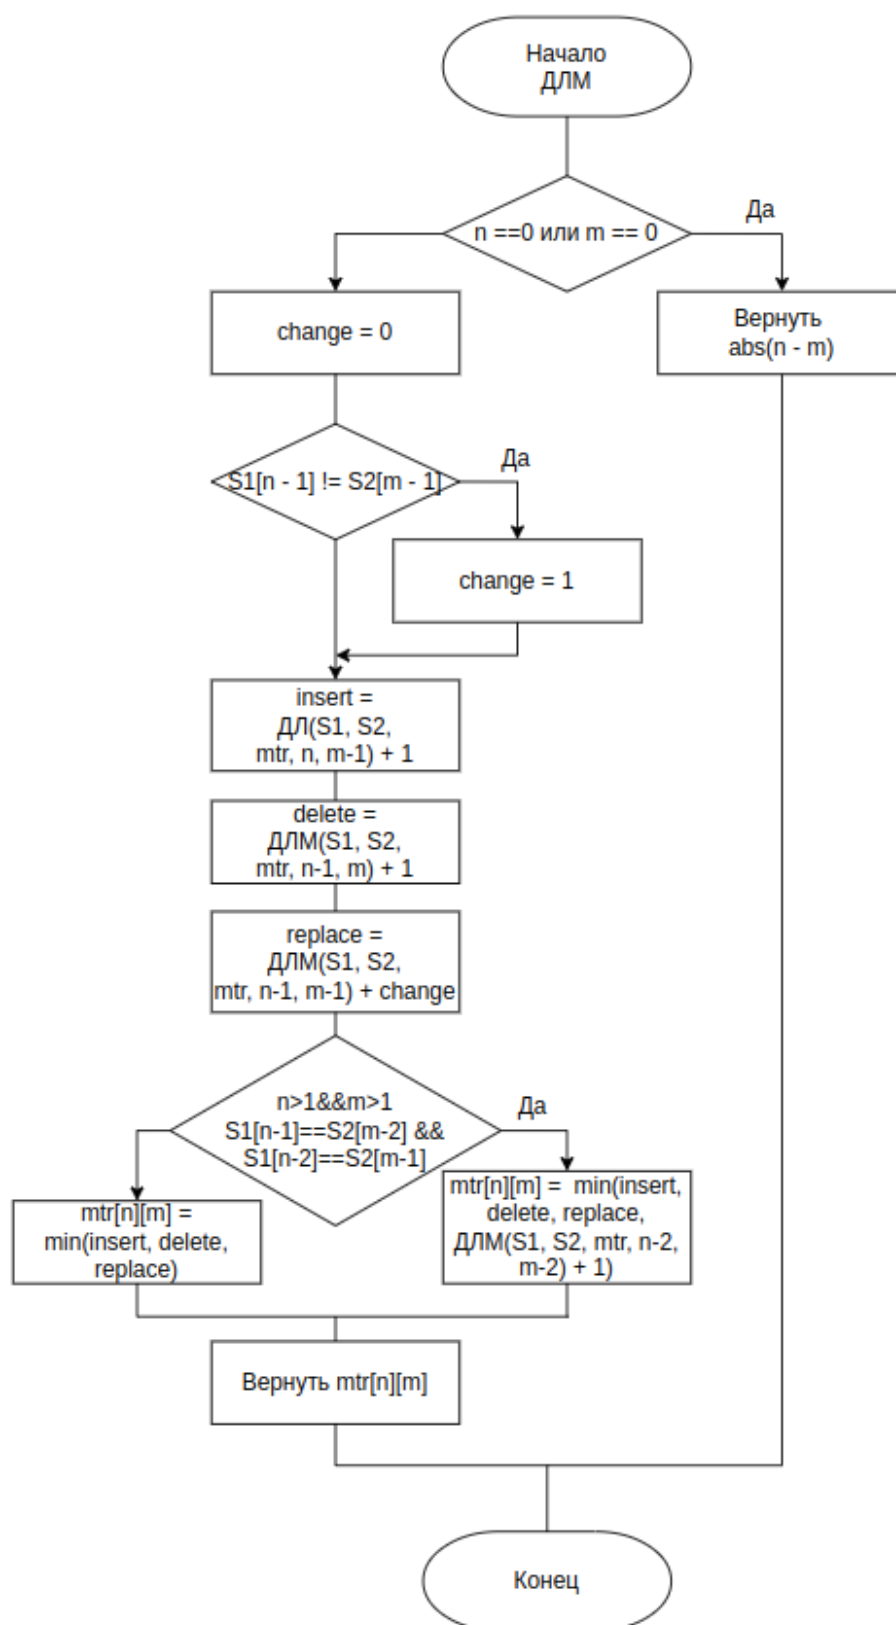 Начало
ДЛМ
Да
n ==0 или m == 0
change = 0
Вернуть
abs(n - m)
Да
S1[n - 1] != S2[m - 1]
change = 1
insert =
ДЛ(S1, S2,
mtr, n, m-1) + 1
delete =
ДЛМ(S1, S2,
mtr, n-1, m) + 1
replace =
ДЛМ(S1, S2,
mtr, n-1, m-1) + change
n>1&&m>1
S1[n-1]==S2[m-2] &&
S1[n-2]==S2[m-1]
Да
mtr[n][m] =
min(insert, delete,
replace)
mtr[n][m] =  min(insert,
delete, replace,
ДЛМ(S1, S2, mtr, n-2,
m-2) + 1)
Вернуть mtr[n][m]
Конец